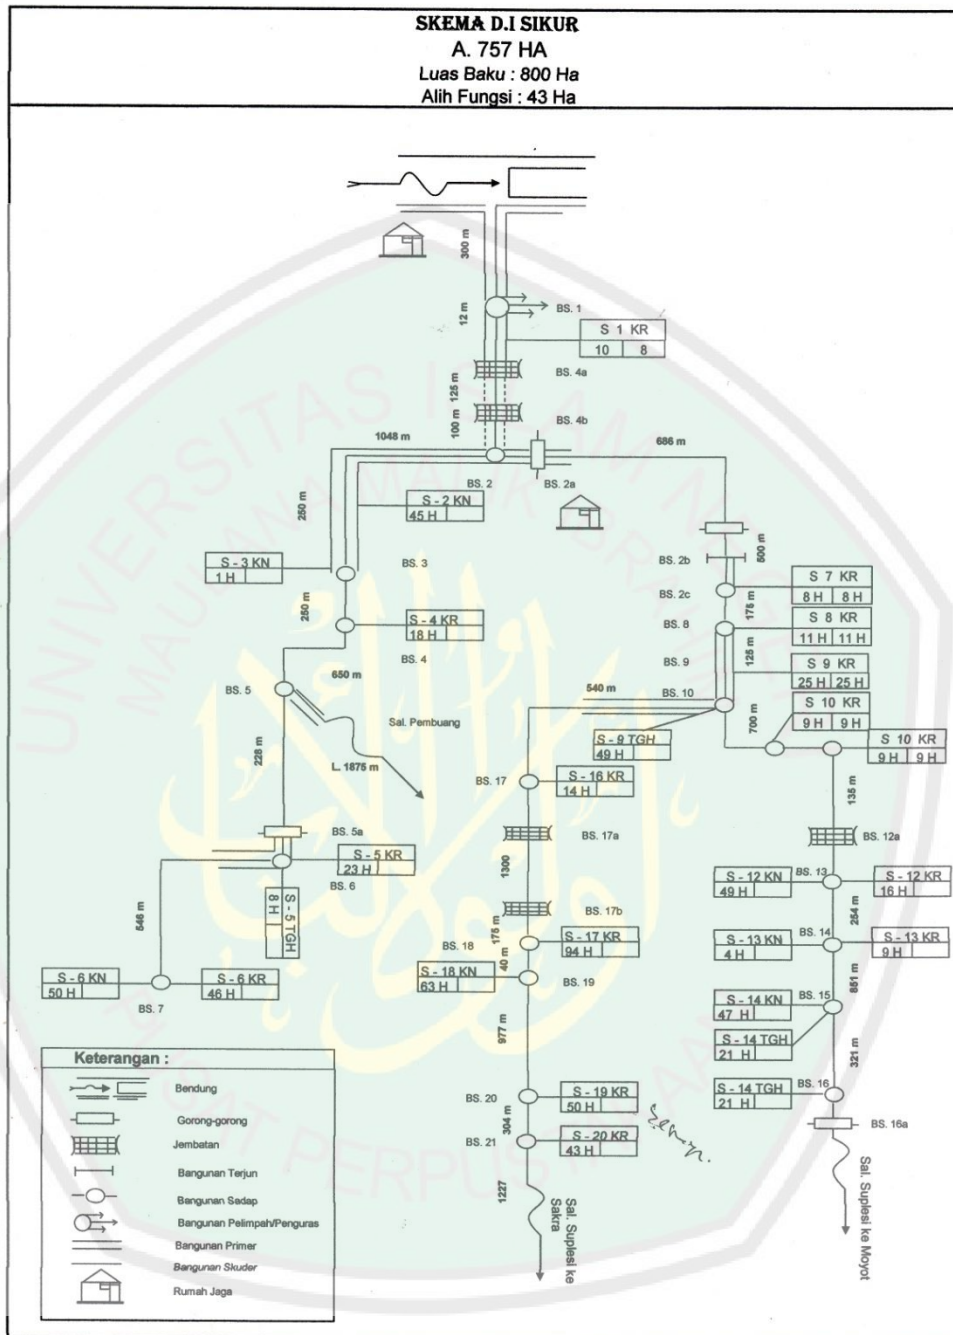 SKEMA D.I SIKUR
A. 757 HA
Luas Baku : 800 Ha
Alih Fungsi : 43 Ha
300 m
12 m
BS. 1
S 1 KR
10 8
BS. 4a
125 m
BS. 4b
100 m
1048 m
686 m
BS. 2
BS. 2a
S - 2 KN
45 H
250 m
S - 3 KN
1 H
BS. 3
250 m
S - 4 KR
18 H
BS. 4
650 m
BS. 5
Sal. Pembuang
228 m
L. 1875 m
BS. 5a
S - 5 KR
23 H
BS. 6
S - 5 TGH
8 H
546 m
S - 6 KN
50 H
S - 6 KR
46 H
BS. 7
500 m
BS. 2b
BS. 2c
S 7 KR
8 H 8 H
175 m
BS. 8
S 8 KR
11 H 11 H
125 m
BS. 9
S 9 KR
25 H 25 H
540 m
BS. 10
S 10 KR
9 H 9 H
700 m
S - 9 TGH
49 H
S 10 KR
9 H 9 H
BS. 17
S - 16 KR
14 H
135 m
BS. 17a
BS. 12a
1300
S - 12 KN
49 H
BS. 13
S - 12 KR
16 H
BS. 17b
254 m
175 m
BS. 18
S - 17 KR
94 H
S - 13 KN
4 H
BS. 14
S - 13 KR
9 H
40 m
S - 18 KN
63 H
BS. 19
851 m
S - 14 KN
47 H
BS. 15
977 m
S - 14 TGH
21 H
321 m
BS. 20
S - 19 KR
50 H
S - 14 TGH
21 H
BS. 16
304 m
BS. 16a
BS. 21
S - 20 KR
43 H
1227
Sal. Suplesi ke
Sakra
Sal. Suplesi ke Moyot
Keterangan :
Bendung
Gorong-gorong
Jembatan
Bangunan Terjun
Bangunan Sadap
Bangunan Pelimpah/Penguras
Bangunan Primer
Bangunan Skuder
Rumah Jaga
UNIVERSITAS ISLAM NEGERI
MAULANA MALIK IBRAHIM
PUSAT PERPUSTAKAAN